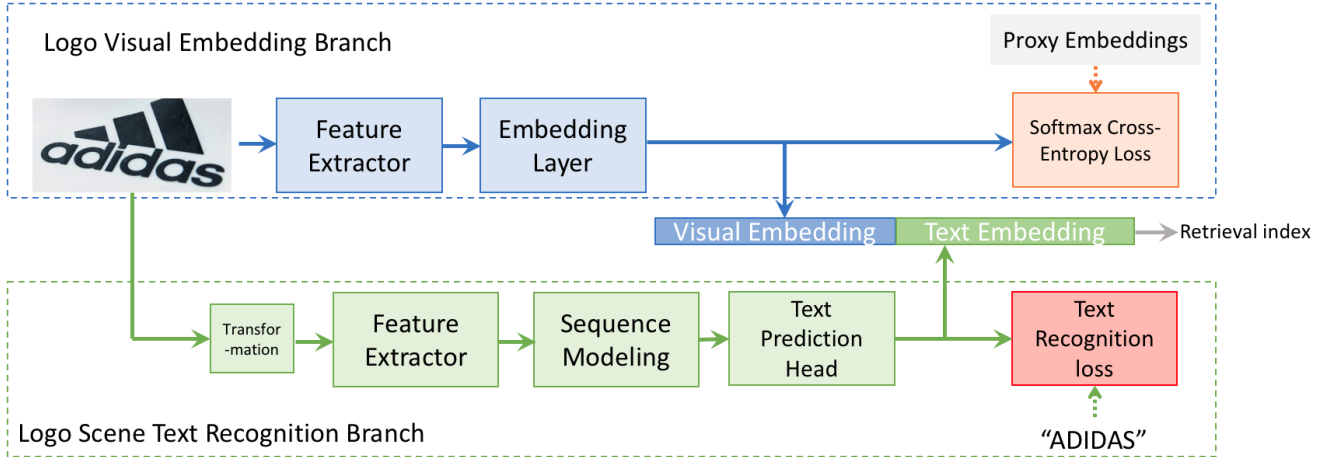 Logo Visual Embedding Branch
Proxy Embeddings
adidas
Feature
Extractor
Embedding
Layer
Softmax Cross-
Entropy Loss
Visual Embedding
Text Embedding
Retrieval index
Transfor
-mation
Feature
Extractor
Sequence
Modeling
Text
Prediction
Head
Text
Recognition
loss
Logo Scene Text Recognition Branch
“ADIDAS”